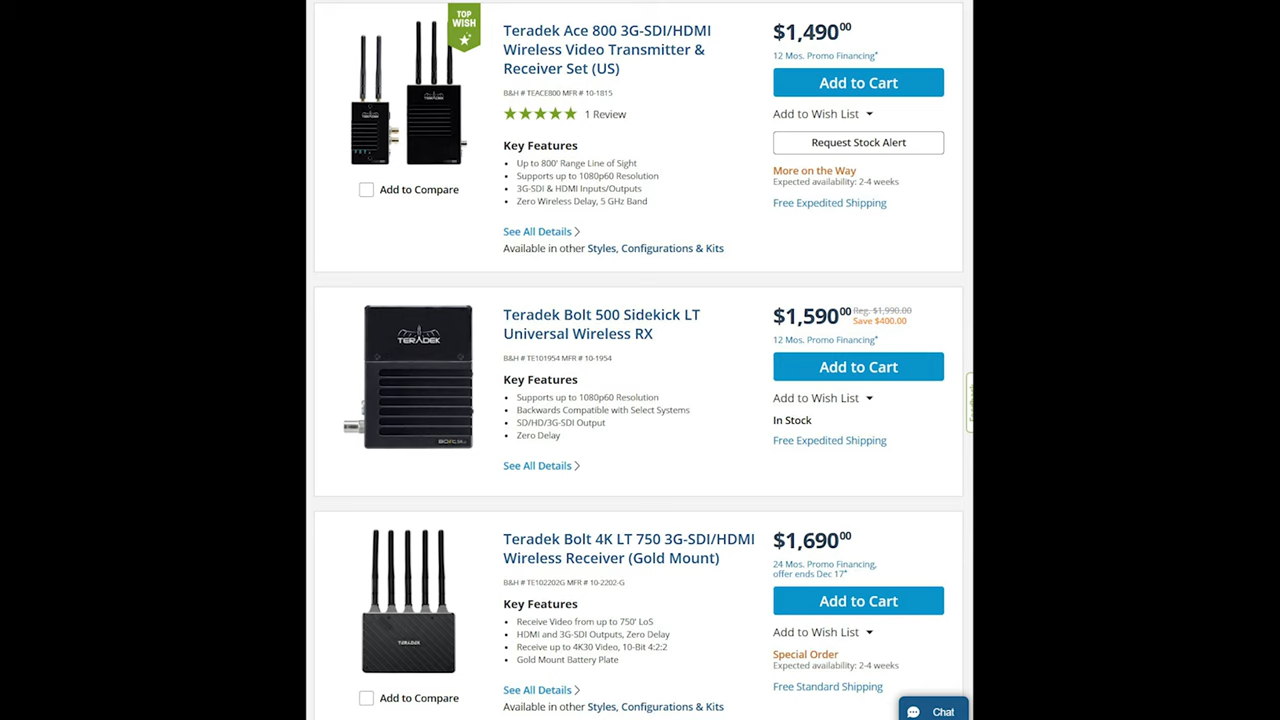 TOP
WISH
Teradek Ace 800 3G-SDI/HDMI
Wireless Video Transmitter &
Receiver Set (US)
B&H # TEACE800 MFR # 10-1815
1 Review
Key Features
• Up to 800' Range Line of Sight
• Supports up to 1080p60 Resolution
• 3G-SDI & HDMI Inputs/Outputs
• Zero Wireless Delay, 5 GHz Band
See All Details
Available in other Styles, Configurations & Kits
TERADEK
TERADEK
Add to Compare
$1,490.00
12 Mos. Promo Financing*
Add to Cart
Add to Wish List
Request Stock Alert
More on the Way
Expected availability: 2-4 weeks
Free Expedited Shipping
TERADEK
Teradek Bolt 500 Sidekick LT
Universal Wireless RX
B&H # TE101954 MFR # 10-1954
Key Features
• Supports up to 1080p60 Resolution
• Backwards Compatible with Select Systems
• SD/HD/3G-SDI Output
• Zero Delay
See All Details
$1,590.00 Reg. $1,990.00
Save $400.00
12 Mos. Promo Financing*
Add to Cart
Add to Wish List
In Stock
Free Expedited Shipping
TERADEK
Add to Compare
Teradek Bolt 4K LT 750 3G-SDI/HDMI
Wireless Receiver (Gold Mount)
B&H # TE102202G MFR # 10-2202-G
Key Features
• Receive Video from up to 750' LoS
• HDMI and 3G-SDI Outputs, Zero Delay
• Receive up to 4K30 Video, 10-Bit 4:2:2
• Gold Mount Battery Plate
See All Details
Available in other Styles, Configurations & Kits
$1,690.00
24 Mos. Promo Financing,
offer ends Dec 17*
Add to Cart
Add to Wish List
Special Order
Expected availability: 2-4 weeks
Free Standard Shipping
Chat